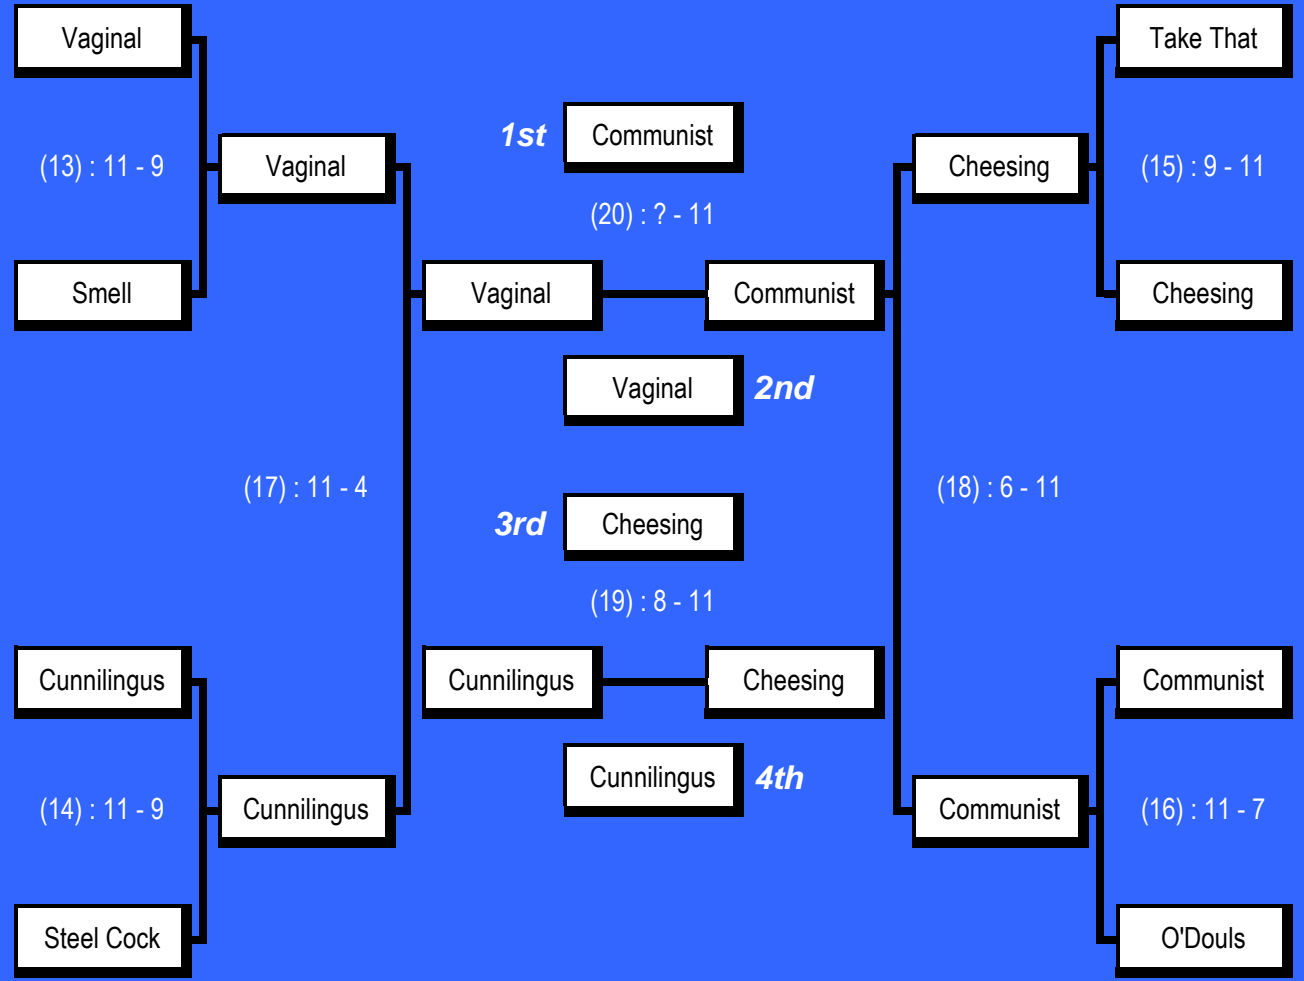 Vaginal
Take That
1st Communist
(13) : 11 - 9
Vaginal
Cheesing
(15) : 9 - 11
(20) : ? - 11
Smell
Vaginal
Communist
Cheesing
Vaginal 2nd
(17) : 11 - 4
(18) : 6 - 11
3rd Cheesing
(19) : 8 - 11
Cunnilingus
Cunnilingus
Cheesing
Communist
Cunnilingus 4th
(14) : 11 - 9
Cunnilingus
Communist
(16) : 11 - 7
Steel Cock
O'Douls